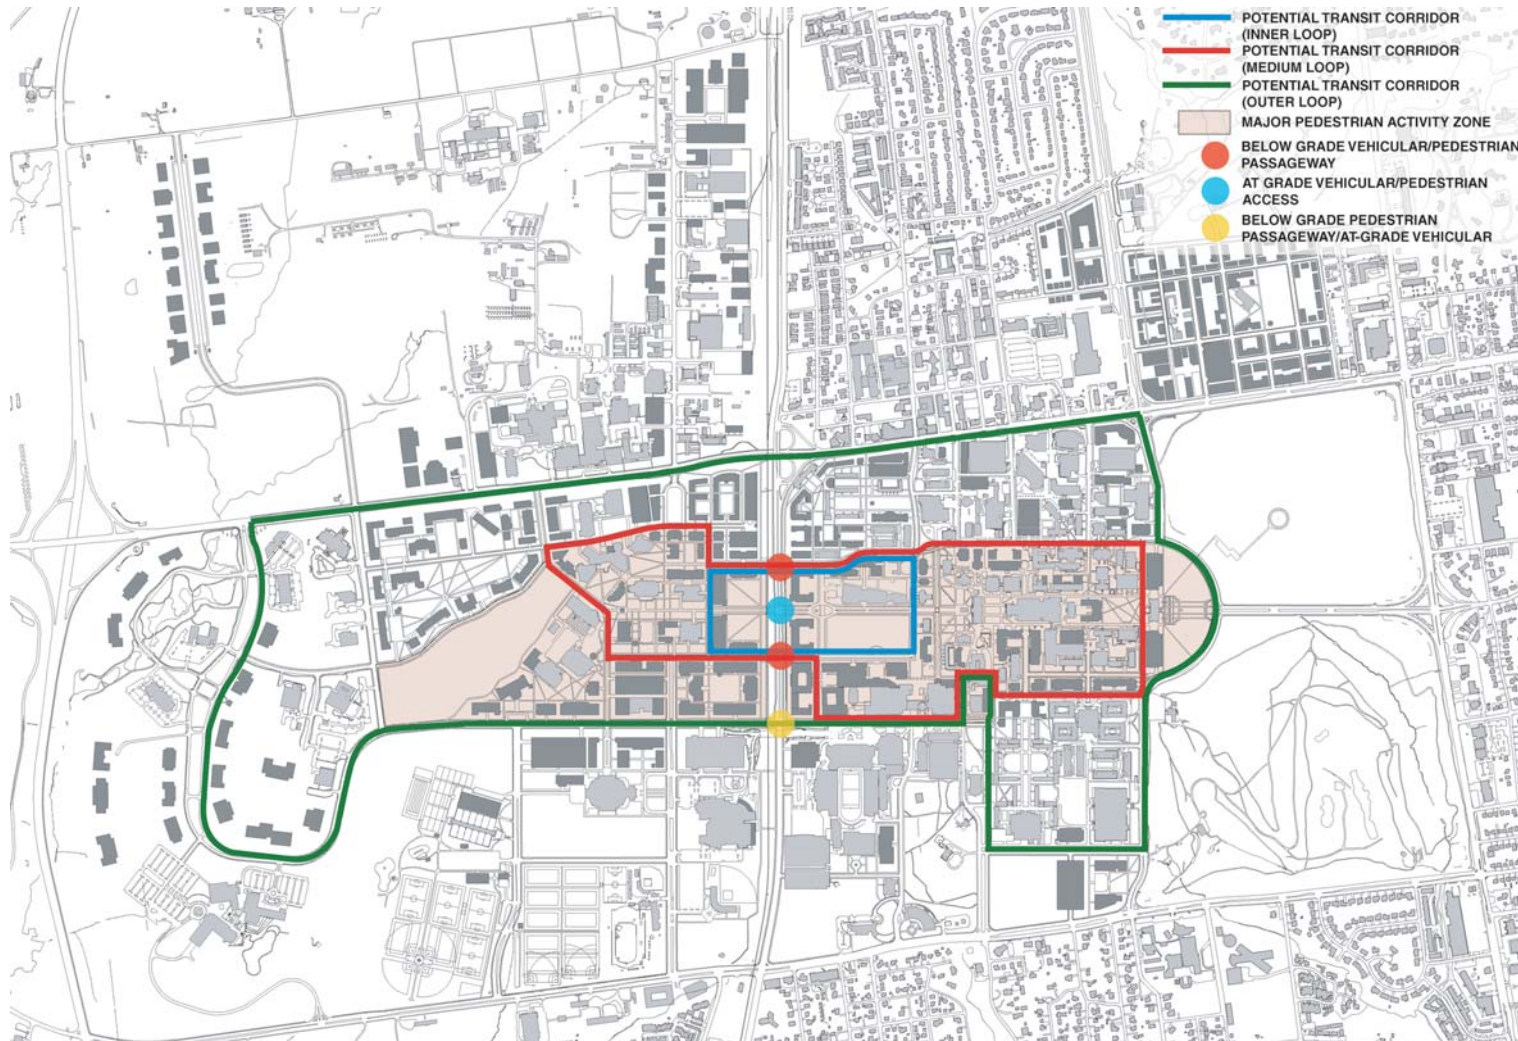 POTENTIAL TRANSIT CORRIDOR
(INNER LOOP)
POTENTIAL TRANSIT CORRIDOR
(MEDIUM LOOP)
POTENTIAL TRANSIT CORRIDOR
(OUTER LOOP)
MAJOR PEDESTRIAN ACTIVITY ZONE
BELOW GRADE VEHICULAR/PEDESTRIAN
PASSAGEWAY
AT GRADE VEHICULAR/PEDESTRIAN
ACCESS
BELOW GRADE PEDESTRIAN
PASSAGEWAY/AT-GRADE VEHICULAR